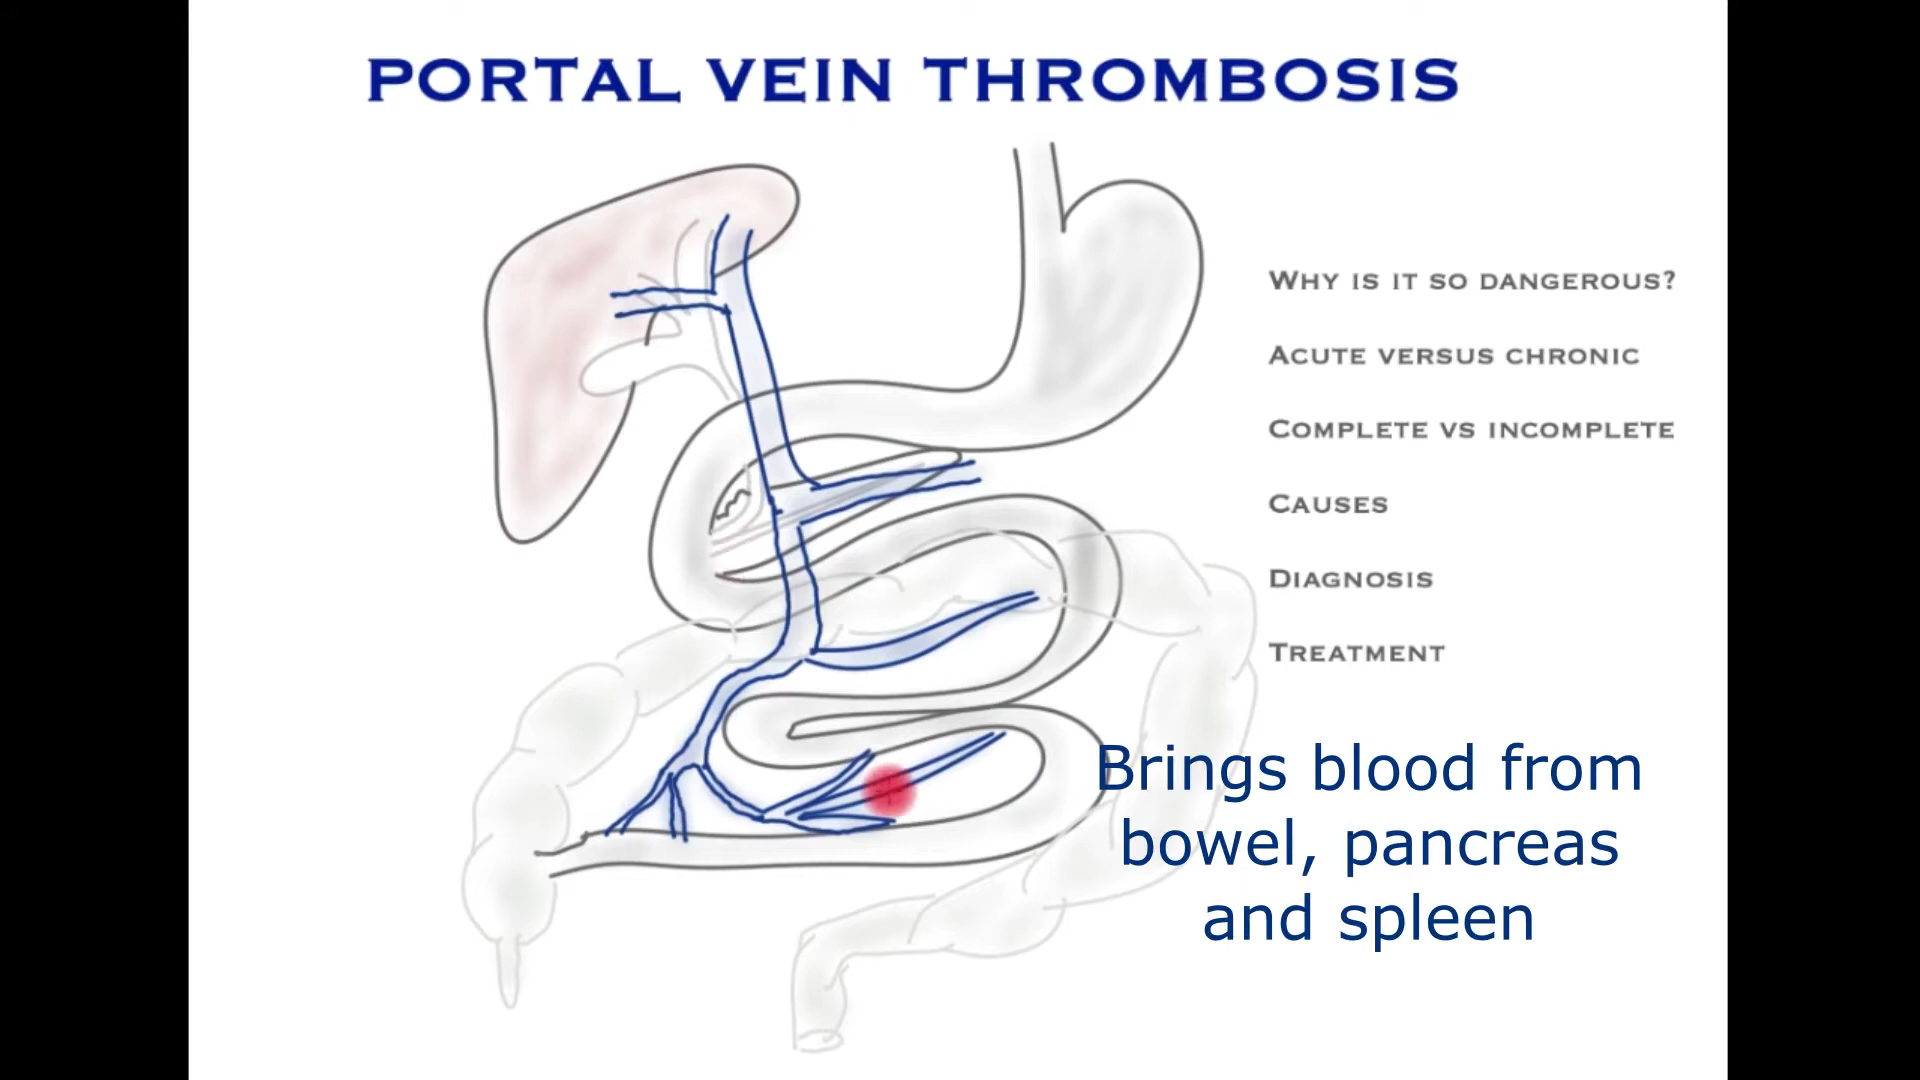 PORTAL VEIN THROMBOSIS
WHY IS IT SO DANGEROUS?
ACUTE VERSUS CHRONIC
COMPLETE VS INCOMPLETE
CAUSES
DIAGNOSIS
TREATMENT
Brings blood from
bowel, pancreas
and spleen